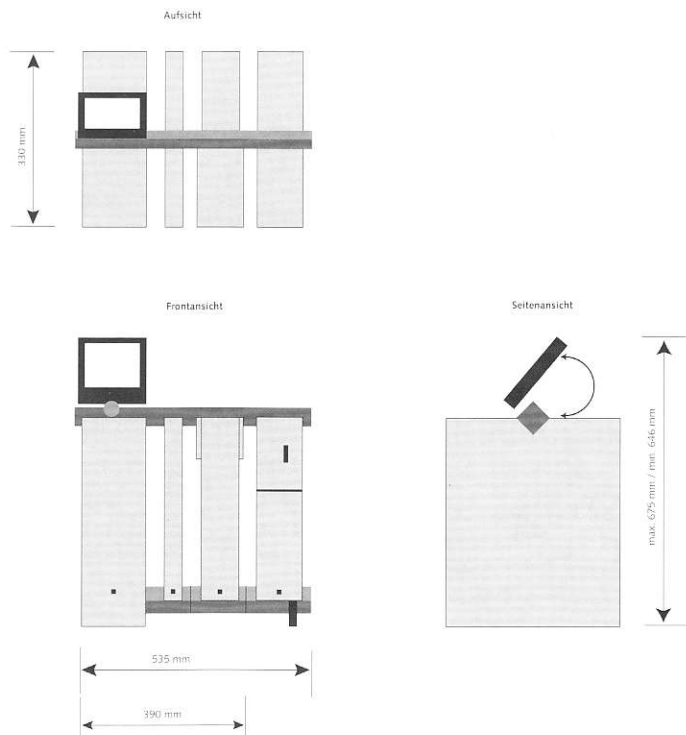 Aufsicht
330 mm
Frontansicht
Seitenansicht
max. 675 mm / min. 646 mm
535 mm
390 mm